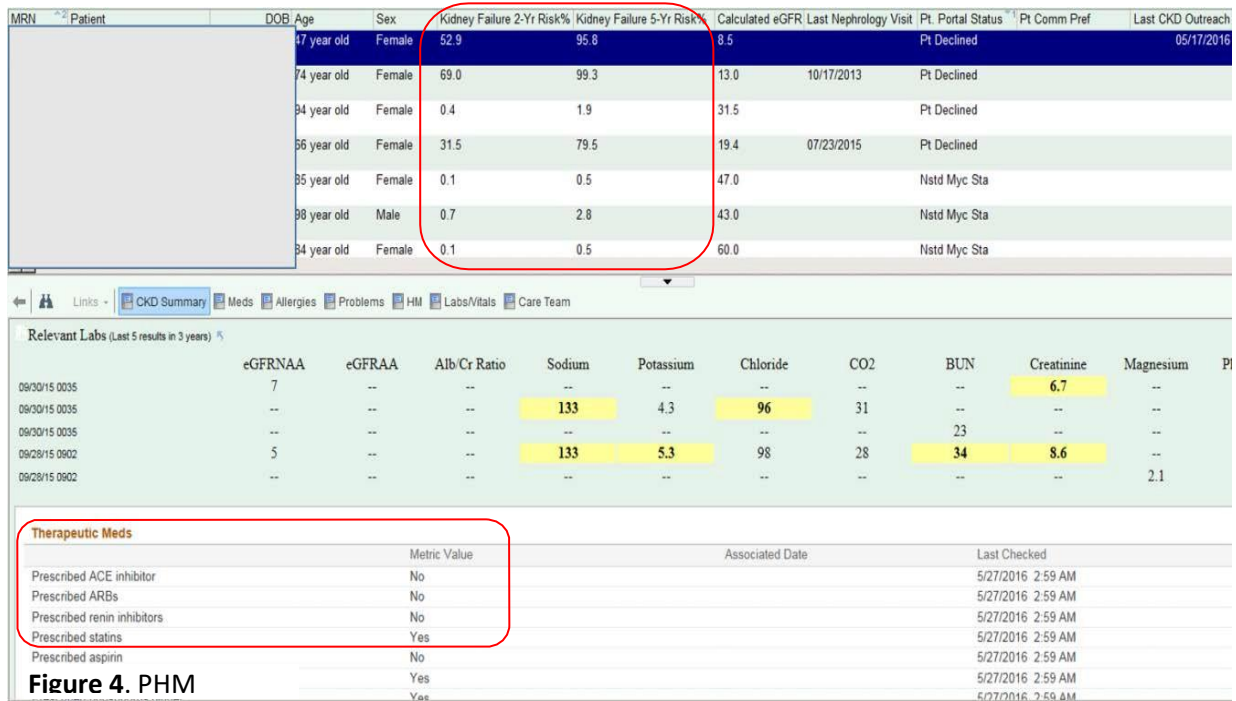 MRN Patient DOB Age Sex Kidney Failure 2-Yr Risk% Kidney Failure 5-Yr Risk% Calculated eGFR Last Nephrology Visit Pt. Portal Status Pt Comm Pref Last CKD Outreach
47 year old Female 52.9 95.8 8.5 Pt Declined 05/17/2016
74 year old Female 69.0 99.3 13.0 10/17/2013 Pt Declined
94 year old Female 0.4 1.9 31.5 Pt Declined
66 year old Female 31.5 79.5 19.4 07/23/2015 Pt Declined
year old Female 0.1 0.5 47.0 Nstd Myc Sta
98 year old Male 0.7 2.8 43.0 Nstd Myc Sta
year old Female 0.1 0.5 60.0 Nstd Myc Sta
Links CKD Summary Meds Allergies Problems HM Labs/Vitals Care Team
Relevant Labs (Last 5 results in 3 years)
eGFRNAA eGFRAA Alb/Cr Ratio Sodium Potassium Chloride CO2 BUN Creatinine Magnesium
09/30/15 0035 7 -- -- -- -- -- -- -- 6.7 --
09/30/15 0035 -- -- -- 133 4.3 96 31 -- -- --
09/30/15 0035 -- -- -- -- -- -- -- 23 -- --
09/28/15 0902 5 -- -- 133 5.3 98 28 34 8.6 --
09/28/15 0902 -- -- -- -- -- -- -- -- -- 2.1
Therapeutic Meds
Metric Value Associated Date Last Checked
Prescribed ACE inhibitor No 5/27/2016 2:59 AM
Prescribed ARBs No 5/27/2016 2:59 AM
Prescribed renin inhibitors No 5/27/2016 2:59 AM
Prescribed statins Yes 5/27/2016 2:59 AM
Prescribed aspirin No 5/27/2016 2:59 AM
Yes 5/27/2016 2:59 AM
Figure 4. PHM
Yes 5/27/2016 2:59 AM